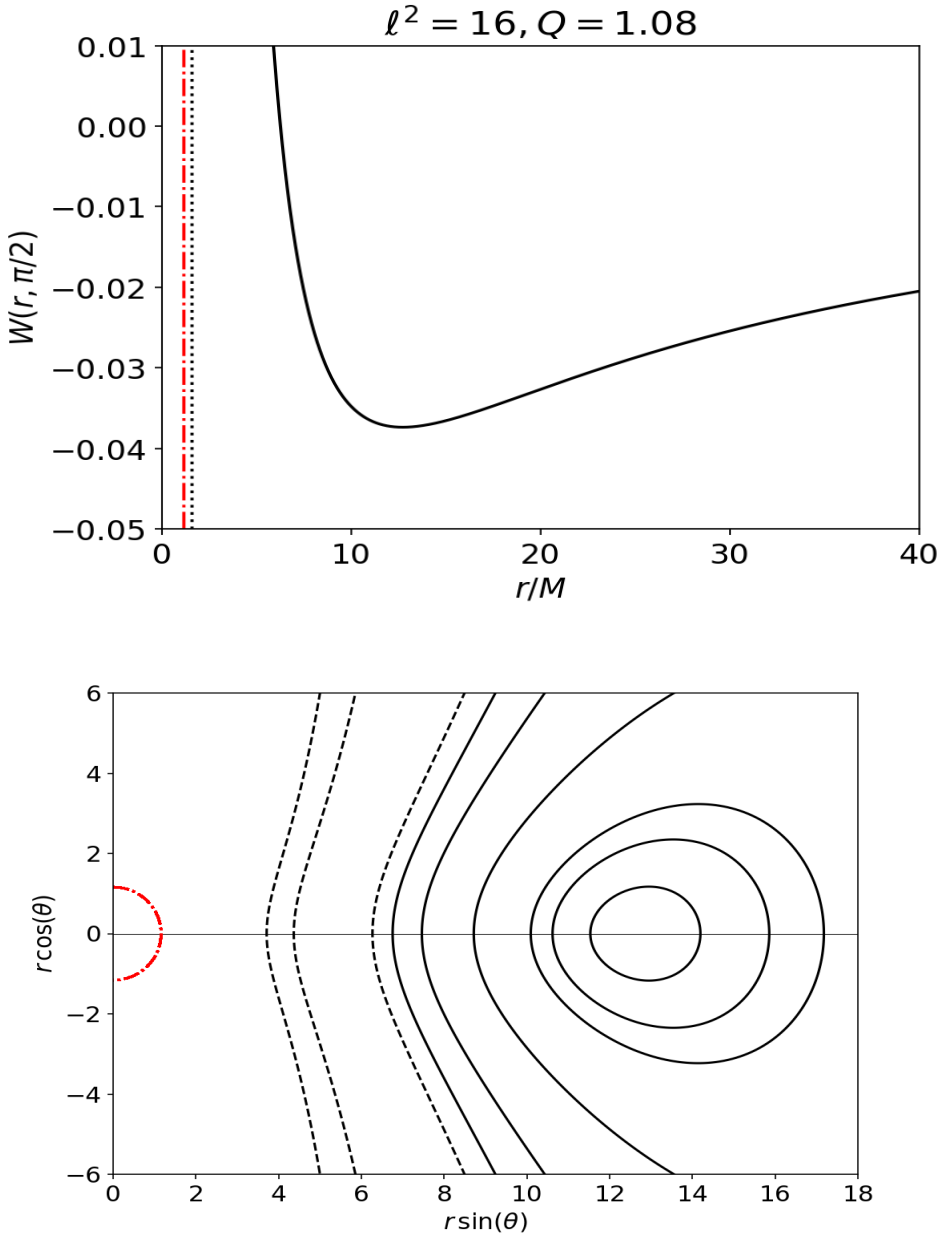 ℓ² = 16, Q = 1.08
0.01
0.00
−0.01
−0.02
−0.03
−0.04
−0.05
W(r, π/2)
0 10 20 30 40
r/M
6
4
2
0
−2
−4
−6
r cos(θ)
0 2 4 6 8 10 12 14 16 18
r sin(θ)